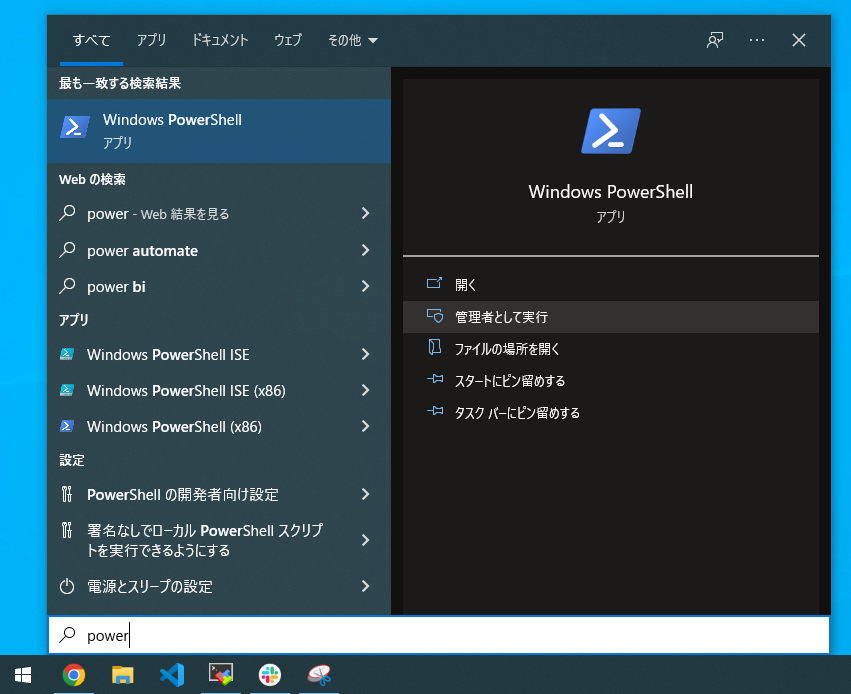 すべて アプリ ドキュメント ウェブ その他
最も一致する検索結果
Windows PowerShell
アプリ
Web の検索
power - Web 結果を見る
power automate
power bi
アプリ
Windows PowerShell ISE
Windows PowerShell ISE (x86)
Windows PowerShell (x86)
設定
PowerShell の開発者向け設定
署名なしでローカル PowerShell スクリプ
トを実行できるようにする
電源とスリープの設定
Windows PowerShell
アプリ
開く
管理者として実行
ファイルの場所を開く
スタートにピン留めする
タスク バーにピン留めする
power